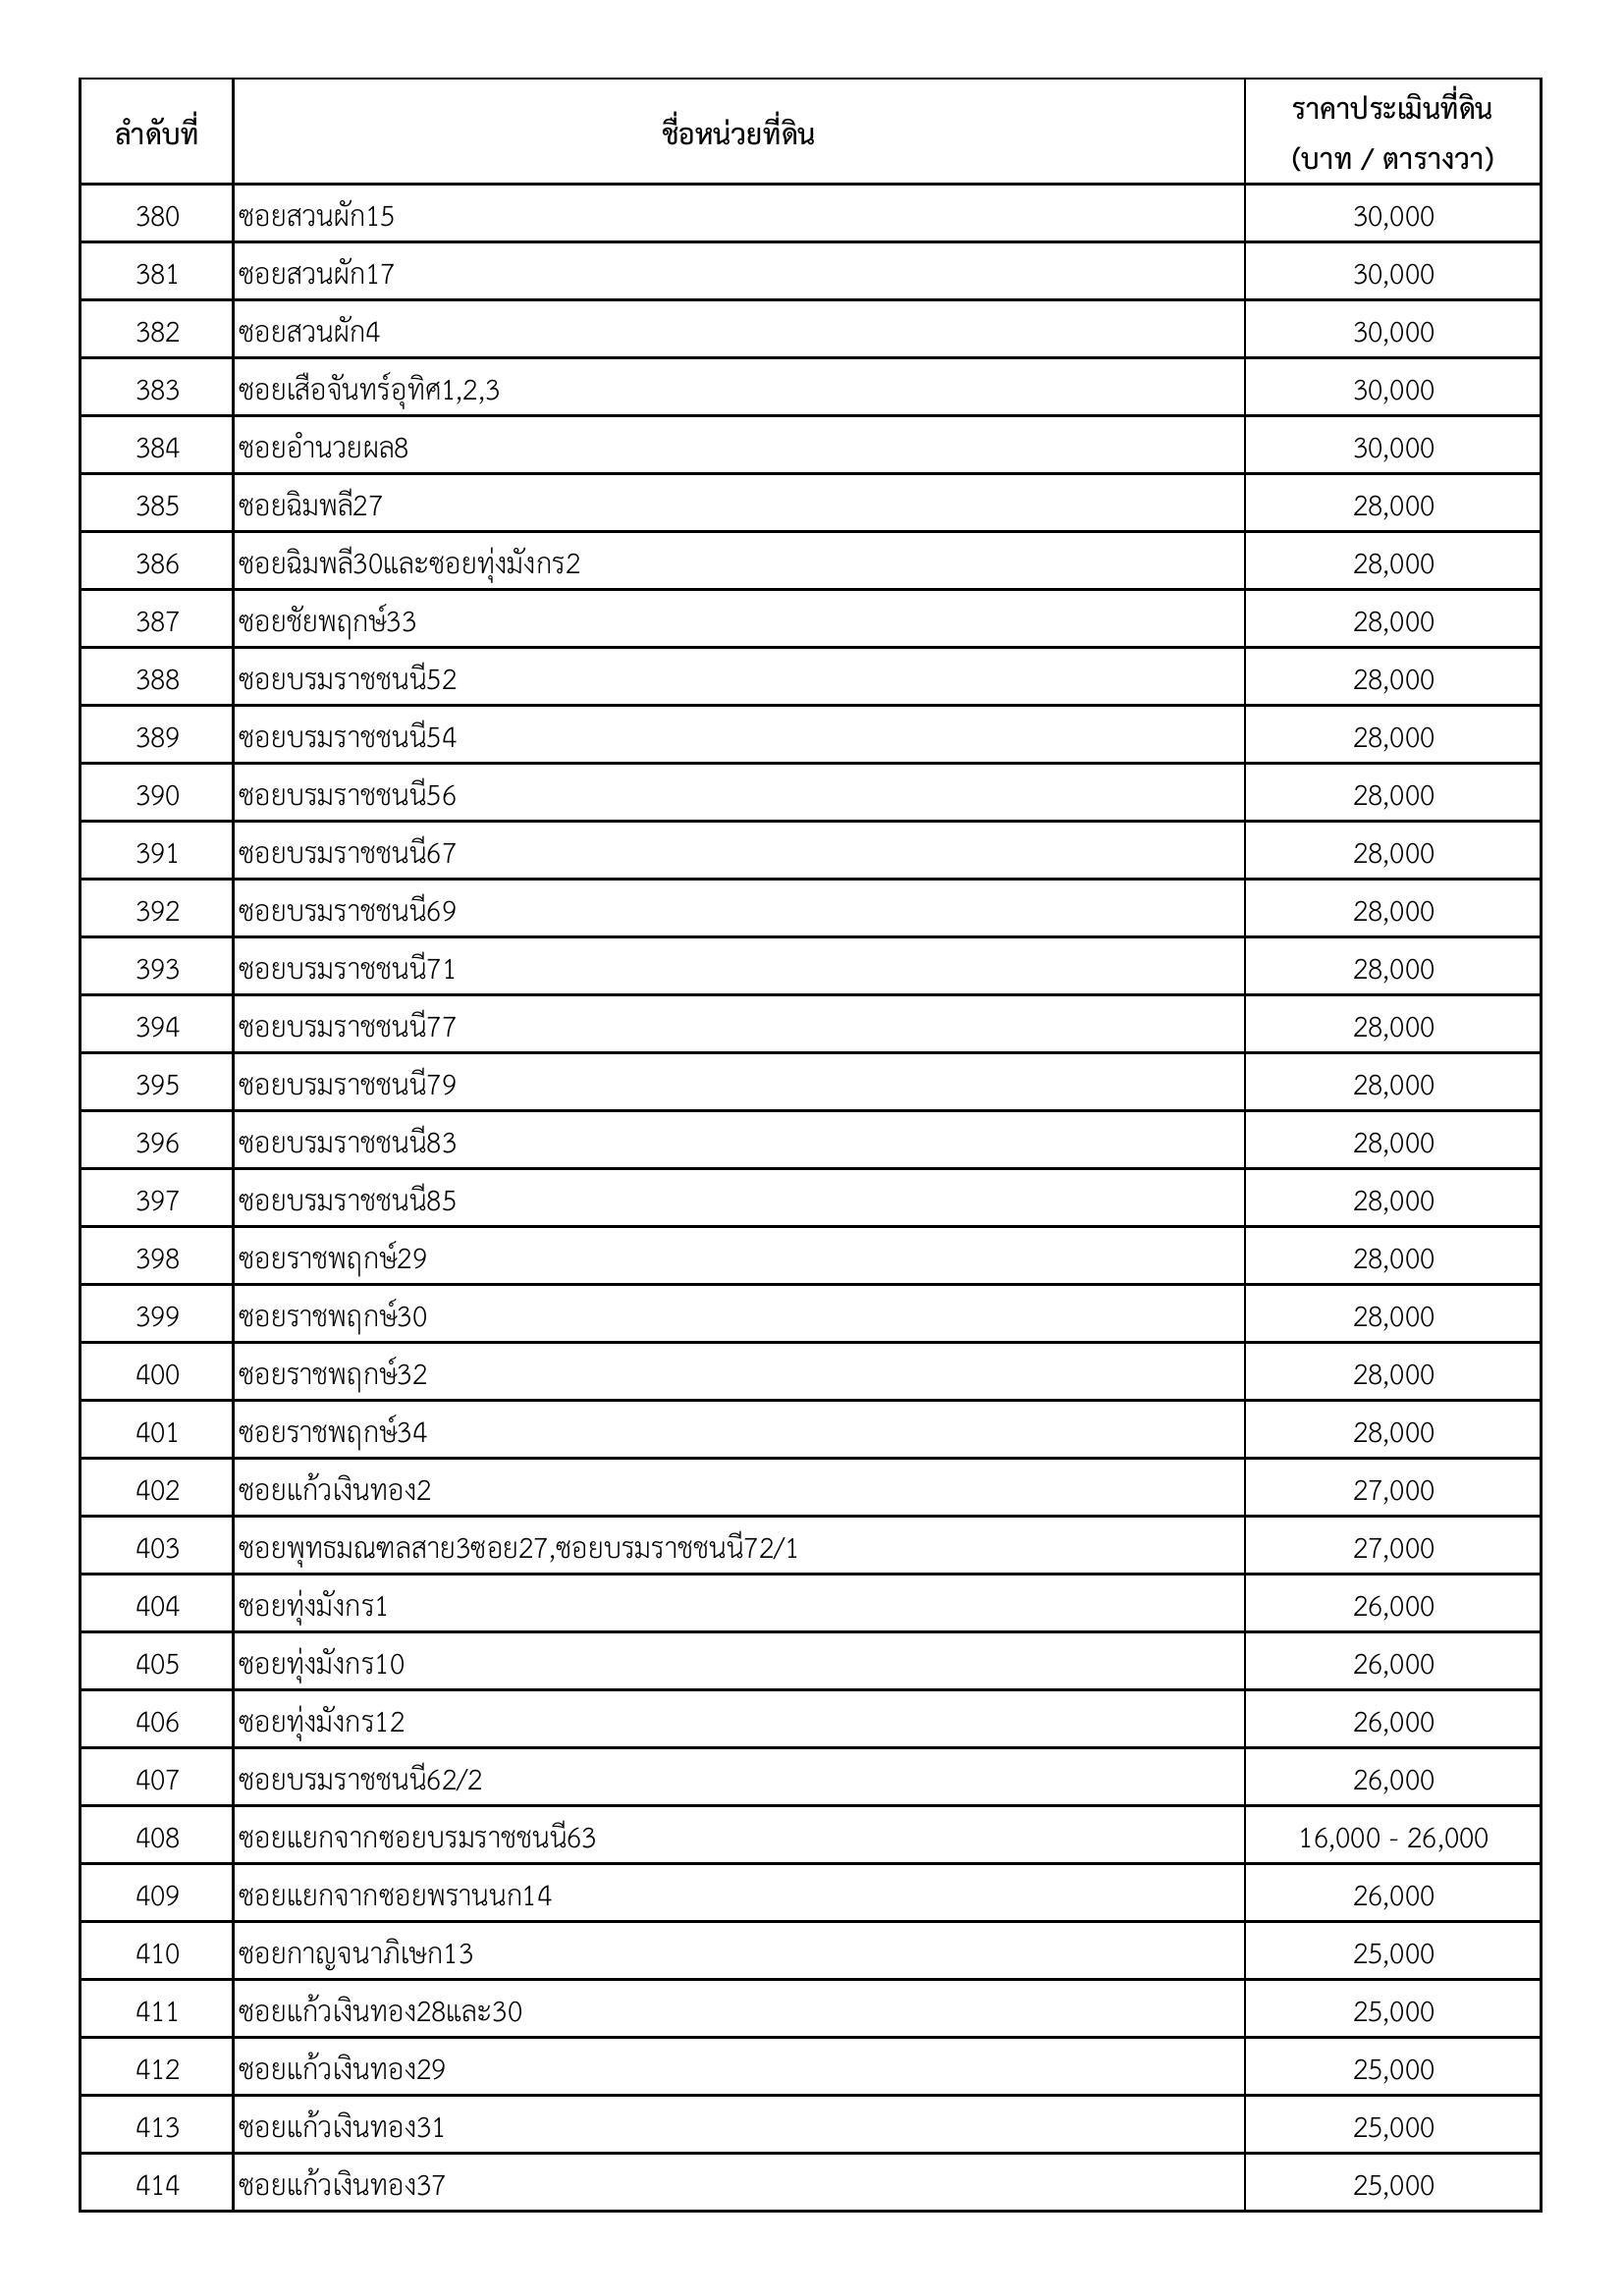 ลำดับที่ ชื่อหน่วยที่ดิน ราคาประเมินที่ดิน
(บาท / ตารางวา)
380 ซอยสวนผัก15 30,000
381 ซอยสวนผัก17 30,000
382 ซอยสวนผัก4 30,000
383 ซอยเสือจันทร์อุทิศ1,2,3 30,000
384 ซอยอำนวยผล8 30,000
385 ซอยฉิมพลี27 28,000
386 ซอยฉิมพลี30และซอยทุ่งมังกร2 28,000
387 ซอยชัยพฤกษ์33 28,000
388 ซอยบรมราชชนนี52 28,000
389 ซอยบรมราชชนนี54 28,000
390 ซอยบรมราชชนนี56 28,000
391 ซอยบรมราชชนนี67 28,000
392 ซอยบรมราชชนนี69 28,000
393 ซอยบรมราชชนนี71 28,000
394 ซอยบรมราชชนนี77 28,000
395 ซอยบรมราชชนนี79 28,000
396 ซอยบรมราชชนนี83 28,000
397 ซอยบรมราชชนนี85 28,000
398 ซอยราชพฤกษ์29 28,000
399 ซอยราชพฤกษ์30 28,000
400 ซอยราชพฤกษ์32 28,000
401 ซอยราชพฤกษ์34 28,000
402 ซอยแก้วเงินทอง2 27,000
403 ซอยพุทธมณฑลสาย3ซอย27,ซอยบรมราชชนนี72/1 27,000
404 ซอยทุ่งมังกร1 26,000
405 ซอยทุ่งมังกร10 26,000
406 ซอยทุ่งมังกร12 26,000
407 ซอยบรมราชชนนี62/2 26,000
408 ซอยแยกจากซอยบรมราชชนนี63 16,000 - 26,000
409 ซอยแยกจากซอยพรานนก14 26,000
410 ซอยกาญจนาภิเษก13 25,000
411 ซอยแก้วเงินทอง28และ30 25,000
412 ซอยแก้วเงินทอง29 25,000
413 ซอยแก้วเงินทอง31 25,000
414 ซอยแก้วเงินทอง37 25,000